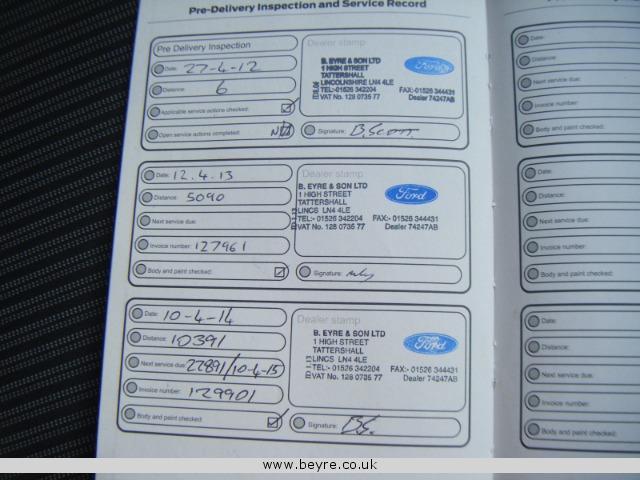 Pre-Delivery Inspection and Service Record
Pre Delivery Inspection
Date: 27-4-12
Distance: 6
Applicable service actions checked:
Open service actions completed:
Dealer stamp
B. EYRE & SON LTD
1 HIGH STREET
TATTERSHALL
LINCOLNSHIRE LN4 4LE
TEL:-01526 342204 FAX:-01526 344431
VAT No. 128 0735 77 Dealer 74247AB
Ford
Signature: B. Scott
Date: 12.4.13
Distance: 5090
Next service due:
Invoice number: 127961
Body and paint checked:
Dealer stamp
B. EYRE & SON LTD
1 HIGH STREET
TATTERSHALL
LINCS LN4 4LE
TEL:- 01526 342204 FAX:- 01526 344431
VAT No. 128 0735 77 Dealer 74247AB
Ford
Signature:
Date: 10-4-14
Distance: 10391
Next service due: 22891/10-4-15
Invoice number: 129901
Body and paint checked:
Dealer stamp
B. EYRE & SON LTD
1 HIGH STREET
TATTERSHALL
LINCS LN4 4LE
TEL:- 01526 342204 FAX:- 01526 344431
VAT No. 128 0735 77 Dealer 74247AB
Ford
Signature:
Date:
Distance:
Next service due:
Invoice number:
Body and paint checked:
Date:
Distance:
Next service due:
Invoice number:
Body and paint checked:
Date:
Distance:
Next service due:
Invoice number:
Body and paint checked:
www.beyre.co.uk